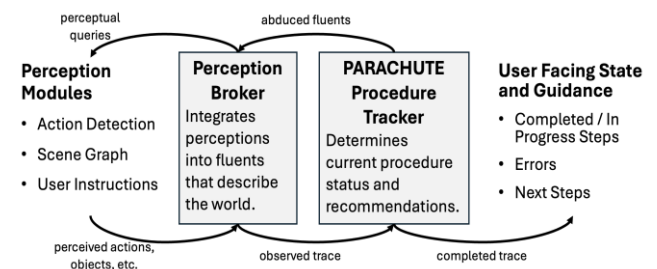 perceptual
queries
abduced fluents
Perception
Modules
• Action Detection
• Scene Graph
• User Instructions
Perception
Broker
Integrates
perceptions
into fluents
that describe
the world.
PARACHUTE
Procedure
Tracker
Determines
current procedure
status and
recommendations.
User Facing State
and Guidance
• Completed / In
Progress Steps
• Errors
• Next Steps
perceived actions,
objects, etc.
observed trace
completed trace